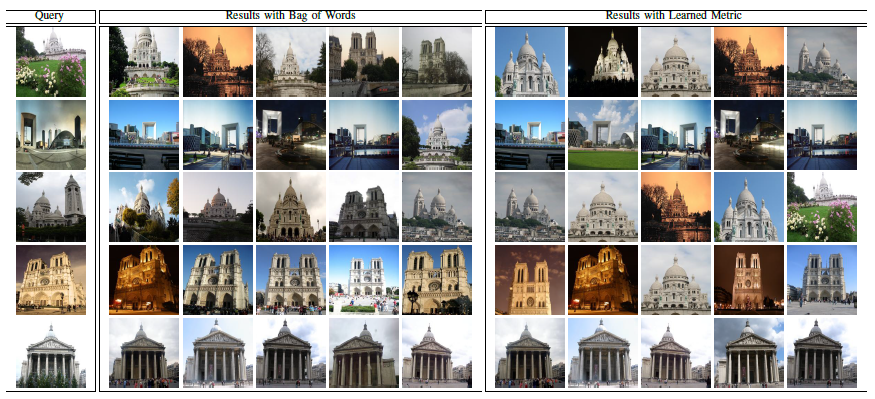 Query
Results with Bag of Words
Results with Learned Metric